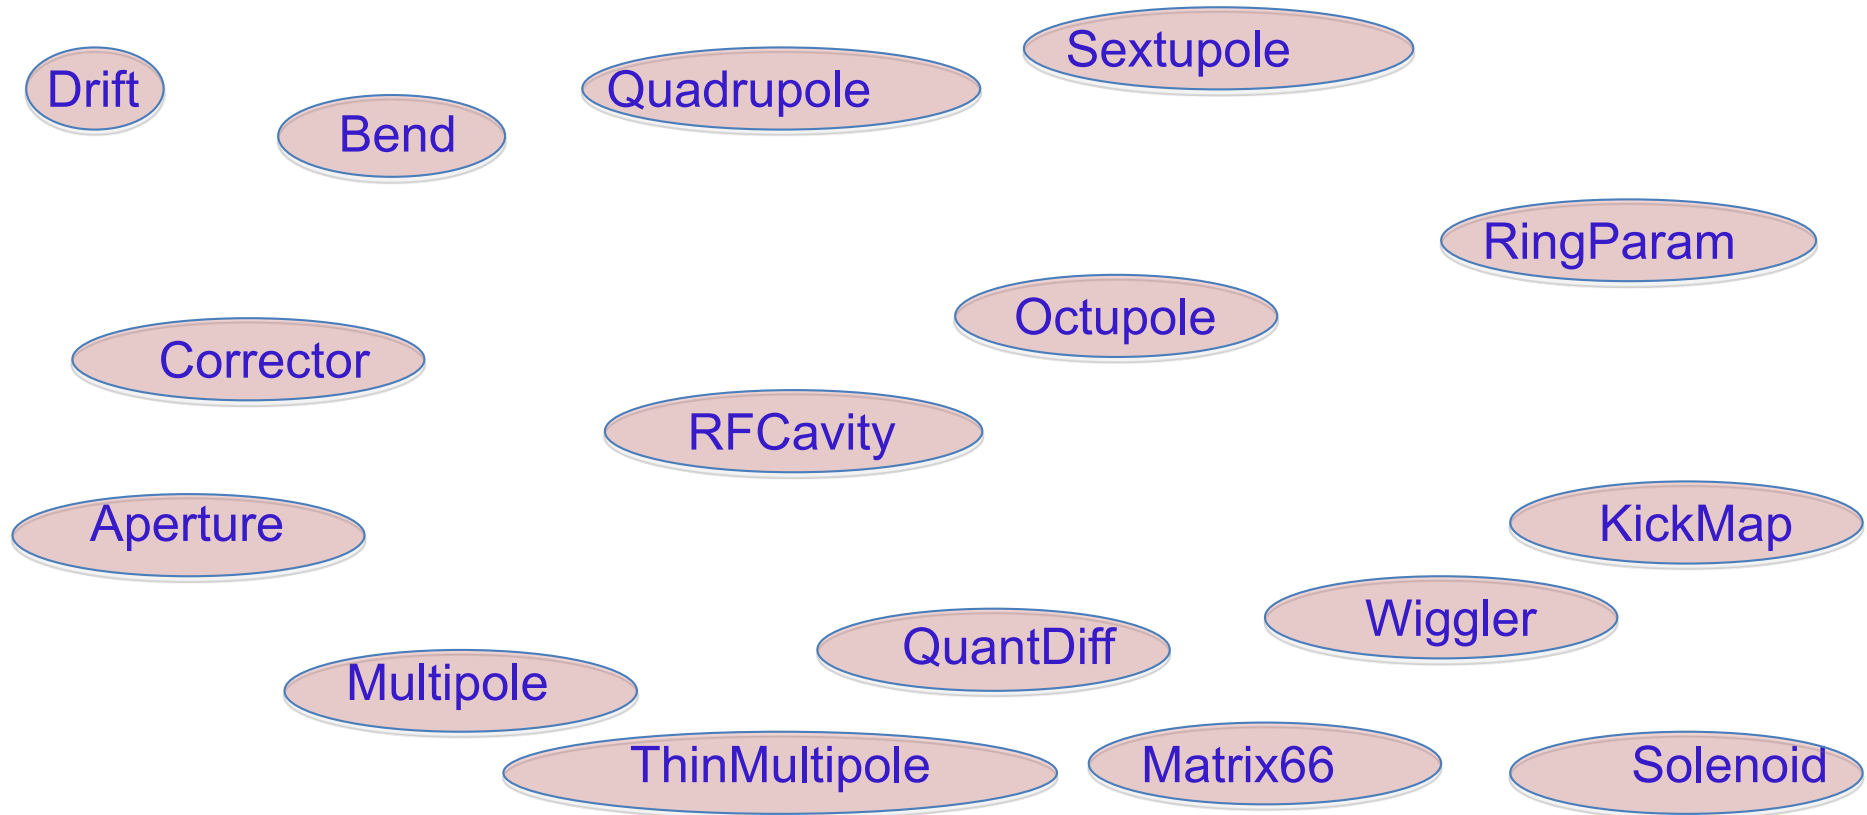 Sextupole
Drift
Quadrupole
Bend
RingParam
Octupole
Corrector
RFCavity
Aperture
KickMap
Wiggler
QuantDiff
Multipole
ThinMultipole
Matrix66
Solenoid